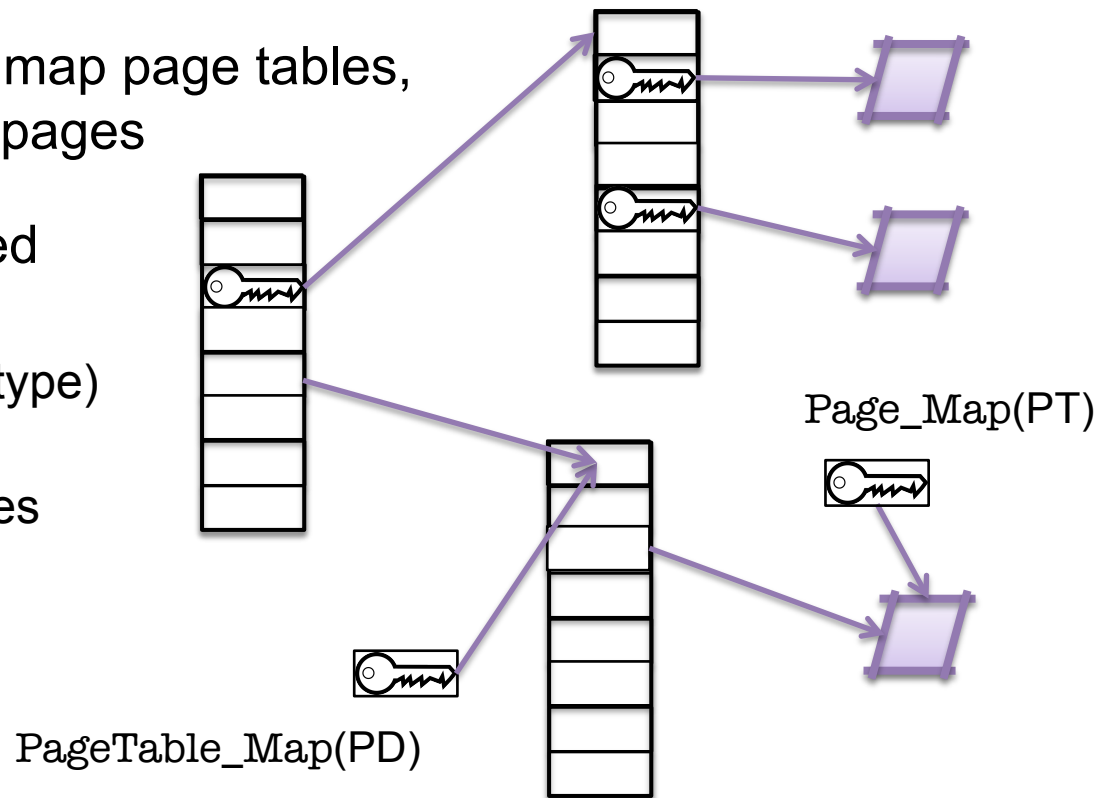 map page tables,
pages
ed
type)
es
Page_Map(PT)
PageTable_Map(PD)